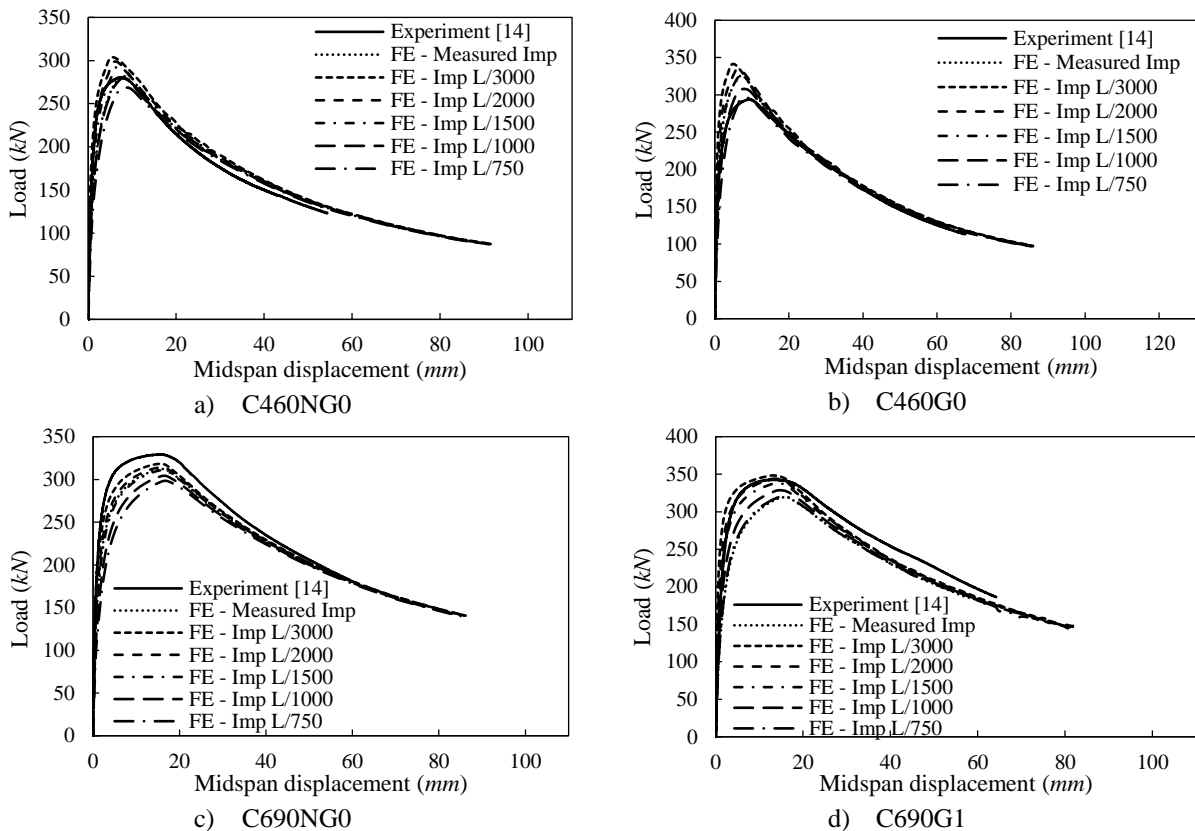 350
300
250
200
150
100
50
0
Load (kN)
0 20 40 60 80 100
Midspan displacement (mm)
Experiment [14]
FE - Measured Imp
FE - Imp L/3000
FE - Imp L/2000
FE - Imp L/1500
FE - Imp L/1000
FE - Imp L/750
a) C460NG0
400
350
300
250
200
150
100
50
0
Load (kN)
0 20 40 60 80 100 120
Midspan displacement (mm)
Experiment [14]
FE - Measured Imp
FE - Imp L/3000
FE - Imp L/2000
FE - Imp L/1500
FE - Imp L/1000
FE - Imp L/750
b) C460G0
350
300
250
200
150
100
50
0
Load (kN)
0 20 40 60 80 100
Midspan displacement (mm)
Experiment [14]
FE - Measured Imp
FE - Imp L/3000
FE - Imp L/2000
FE - Imp L/1500
FE - Imp L/1000
FE - Imp L/750
c) C690NG0
400
350
300
250
200
150
100
50
0
Load (kN)
0 20 40 60 80 100
Midspan displacement (mm)
Experiment [14]
FE - Measured Imp
FE - Imp L/3000
FE - Imp L/2000
FE - Imp L/1500
FE - Imp L/1000
FE - Imp L/750
d) C690G1